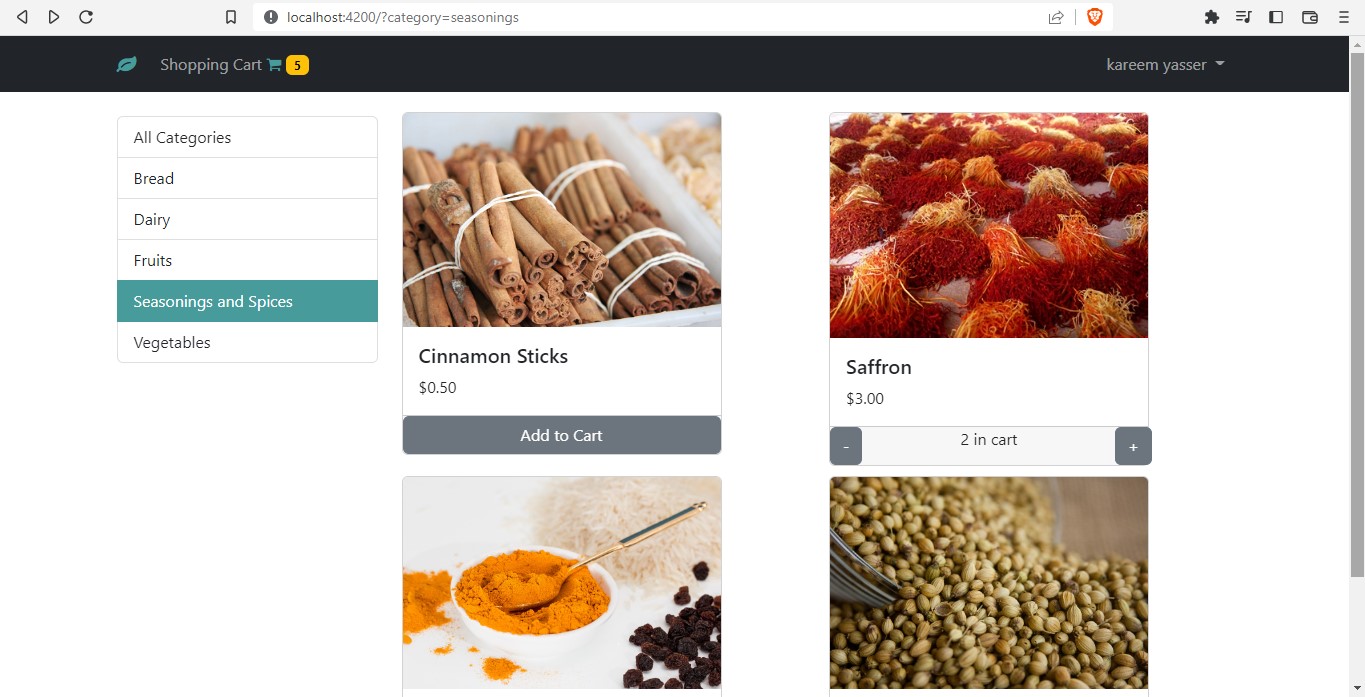 localhost:4200/?category=seasonings
Shopping Cart 5
kareem yasser
All Categories
Bread
Dairy
Fruits
Seasonings and Spices
Vegetables
Cinnamon Sticks
$0.50
Add to Cart
Saffron
$3.00
- 2 in cart +